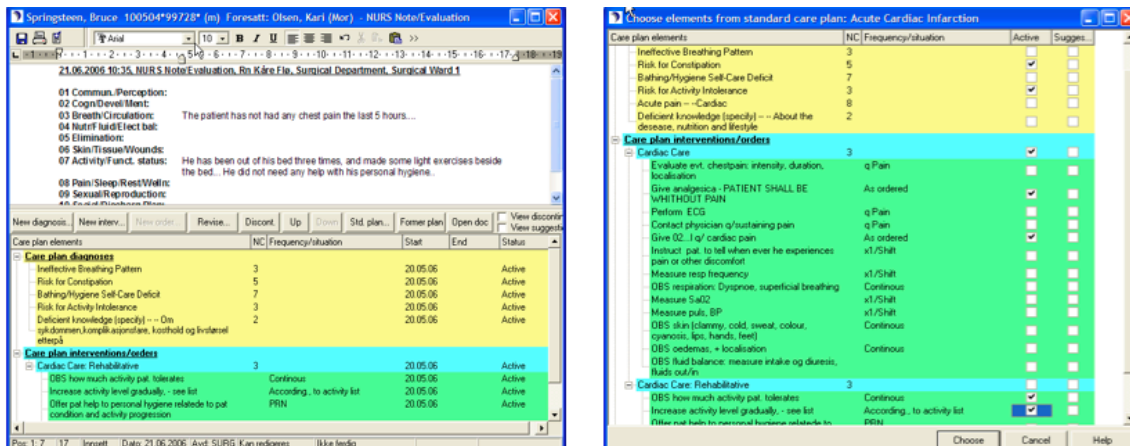 Springsteen, Bruce 100504*99728* (m) Foresatt: Olsen, Kari (Mor) - NURS Note/Evaluation
Arial 10 B I U
21.06.2006 10:35, NURS Note/Evaluation, Rn Kåre Flø, Surgical Department, Surgical Ward 1
01 Commun./Perception:
02 Cogn/Devel/Ment:
03 Breath/Circulation: The patient has not had any chest pain the last 5 hours....
04 Nutr/Fluid/Elect bal:
05 Elimination:
06 Skin/Tissue/Wounds:
07 Activity/Funct. status: He has been out of his bed three times, and made some light exercises beside
the bed... He did not need any help with his personal hygiene..
08 Pain/Sleep/Rest/Welln:
09 Sexual/Reproduction:
New diagnosis... New interv... New order... Revise... Discont. Up Down Std. plan... Former plan Open doc View discontin
View suggesti
Care plan elements NC Frequency/situation Start End Status
Care plan diagnoses
Ineffective Breathing Pattern 3 20.05.06 Active
Risk for Constipation 5 20.05.06 Active
Bathing/Hygiene Self-Care Deficit 7 20.05.06 Active
Risk for Activity Intolerance 3 20.05.06 Active
Deficient knowledge (specify) -- -- Om 2 20.05.06 Active
sykdommen,komplikasjonsfare, kosthold og livsførsel
etterpå
Care plan interventions/orders
Cardiac Care: Rehabilitative 3 20.05.06 Active
OBS how much activity pat. tolerates Continous 20.05.06 Active
Increase activity level gradually, - see list According., to activity list 20.05.06 Active
Offer pat help to personal hygiene relatede to pat PRN 20.05.06 Active
condition and activity progression
Pos: 1: 7 17 Innsett Dato: 21.06.2006 Avd: SURG Kan redigeres Ikke ferdig
Choose elements from standard care plan: Acute Cardiac Infarction
Care plan elements NC Frequency/situation Active Sugges...
Ineffective Breathing Pattern 3
Risk for Constipation 5
Bathing/Hygiene Self-Care Deficit 7
Risk for Activity Intolerance 3
Acute pain -- --Cardiac 8
Deficient knowledge (specify) -- -- About the 2
desease, nutrition and lifestyle
Care plan interventions/orders
Cardiac Care 3
Evaluate evt. chestpain: intensity, duration, q Pain
localisation
Give analgesica - PATIENT SHALL BE As ordered
WHITHOUT PAIN
Perform ECG q Pain
Contact physician q/sustaining pain q Pain
Give 02...l q/ cardiac pain As ordered
Instruct pat. to tell when ever he experiences x1/Shift
pain or other discomfort
Measure resp frequency x1/Shift
OBS respiration: Dyspnoe, superficial breathing Continous
Measure Sa02 x1/Shift
Measure puls, BP x1/Shift
OBS skin (clammy, cold, sweat, colour, Continous
cyanosis, lips, hands, feet)
OBS oedemas, + localisation Continous
OBS fluid balance: measure intake og diuresis,
fluids out/in
Cardiac Care: Rehabilitative 3
OBS how much activity pat. tolerates Continous
Increase activity level gradually, - see list According., to activity list
Offer pat help to personal hygiene relatede to PRN
Choose Cancel Help